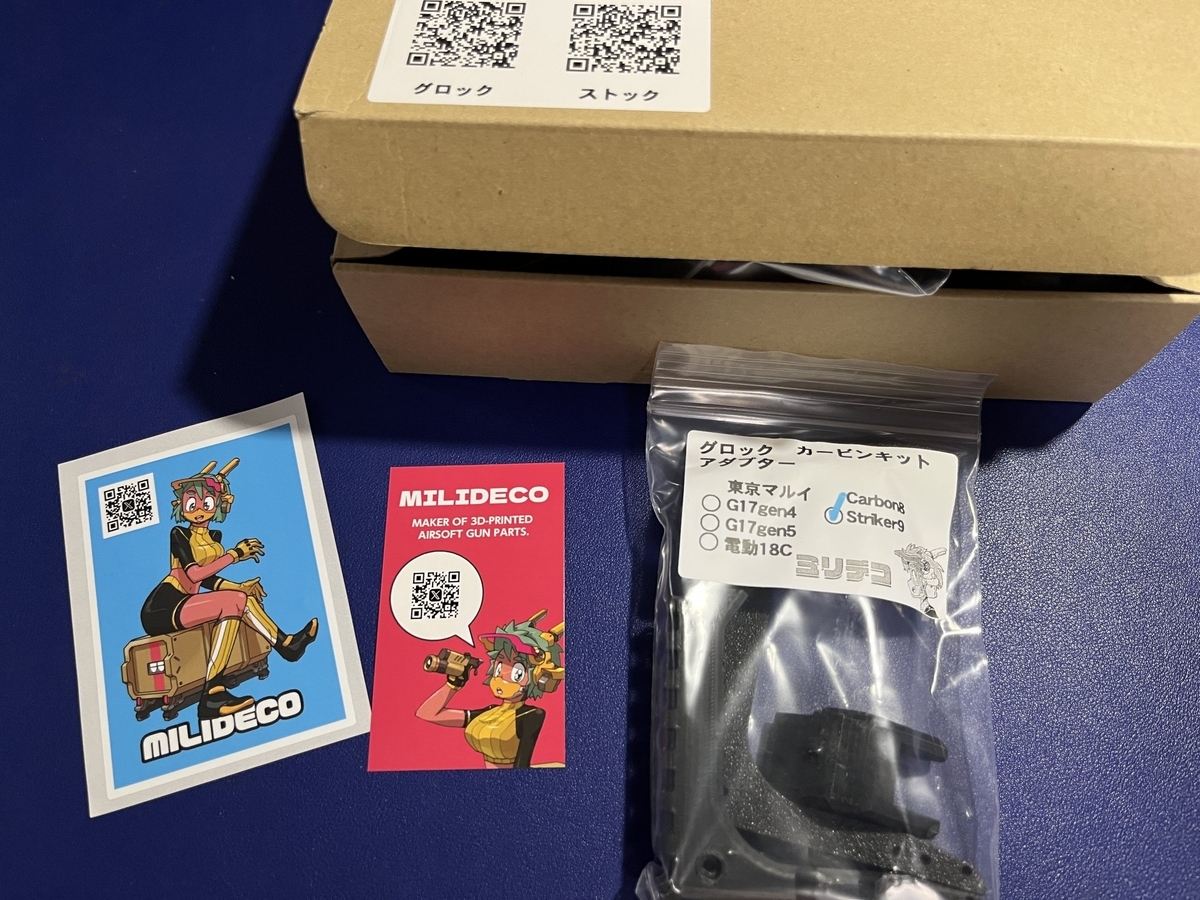 グロック
ストック
MILIDECO
MILIDECO
MAKER OF 3D-PRINTED
AIRSOFT GUN PARTS.
グロック カービンキット
アダプター
東京マルイ
G17gen4
G17gen5
電動18C
Carbon8
Striker9
ミリデコ